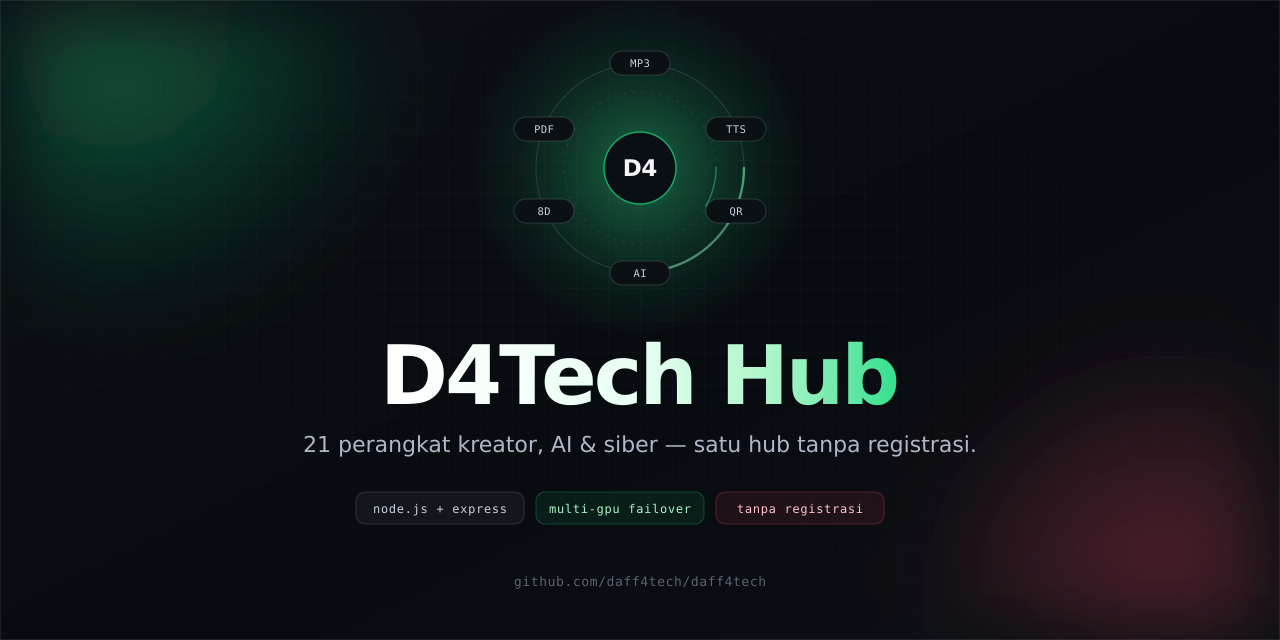 MP3
PDF
TTS
D4
8D
QR
AI
D4Tech Hub
21 perangkat kreator, AI & siber — satu hub tanpa registrasi.
node.js + express
multi-gpu failover
tanpa registrasi
github.com/daff4tech/daff4tech